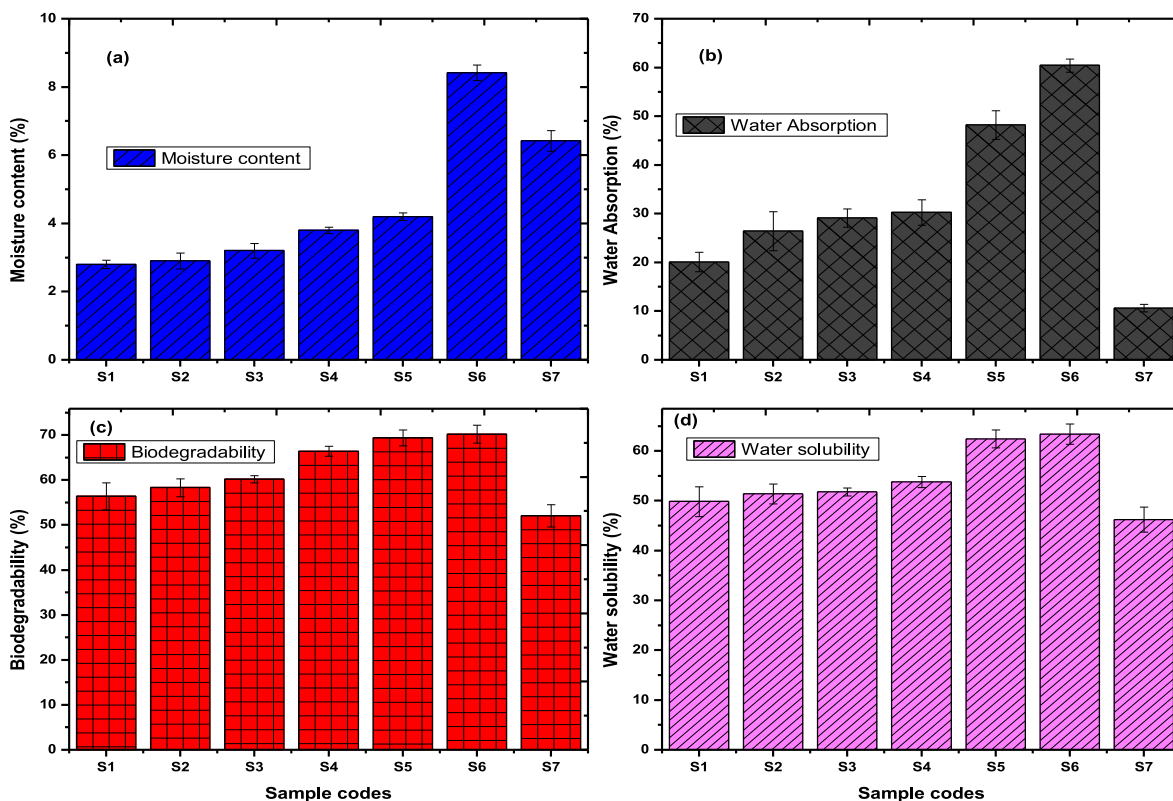 (a)
Moisture content
Moisture content (%)
10
8
6
4
2
0
S1 S2 S3 S4 S5 S6 S7
(b)
Water Absorption
Water Absorption (%)
70
60
50
40
30
20
10
0
S1 S2 S3 S4 S5 S6 S7
(c)
Biodegradability
Biodegradability (%)
70
60
50
40
30
20
10
0
S1 S2 S3 S4 S5 S6 S7
Sample codes
(d)
Water solubility
Water solubility (%)
60
50
40
30
20
10
0
S1 S2 S3 S4 S5 S6 S7
Sample codes